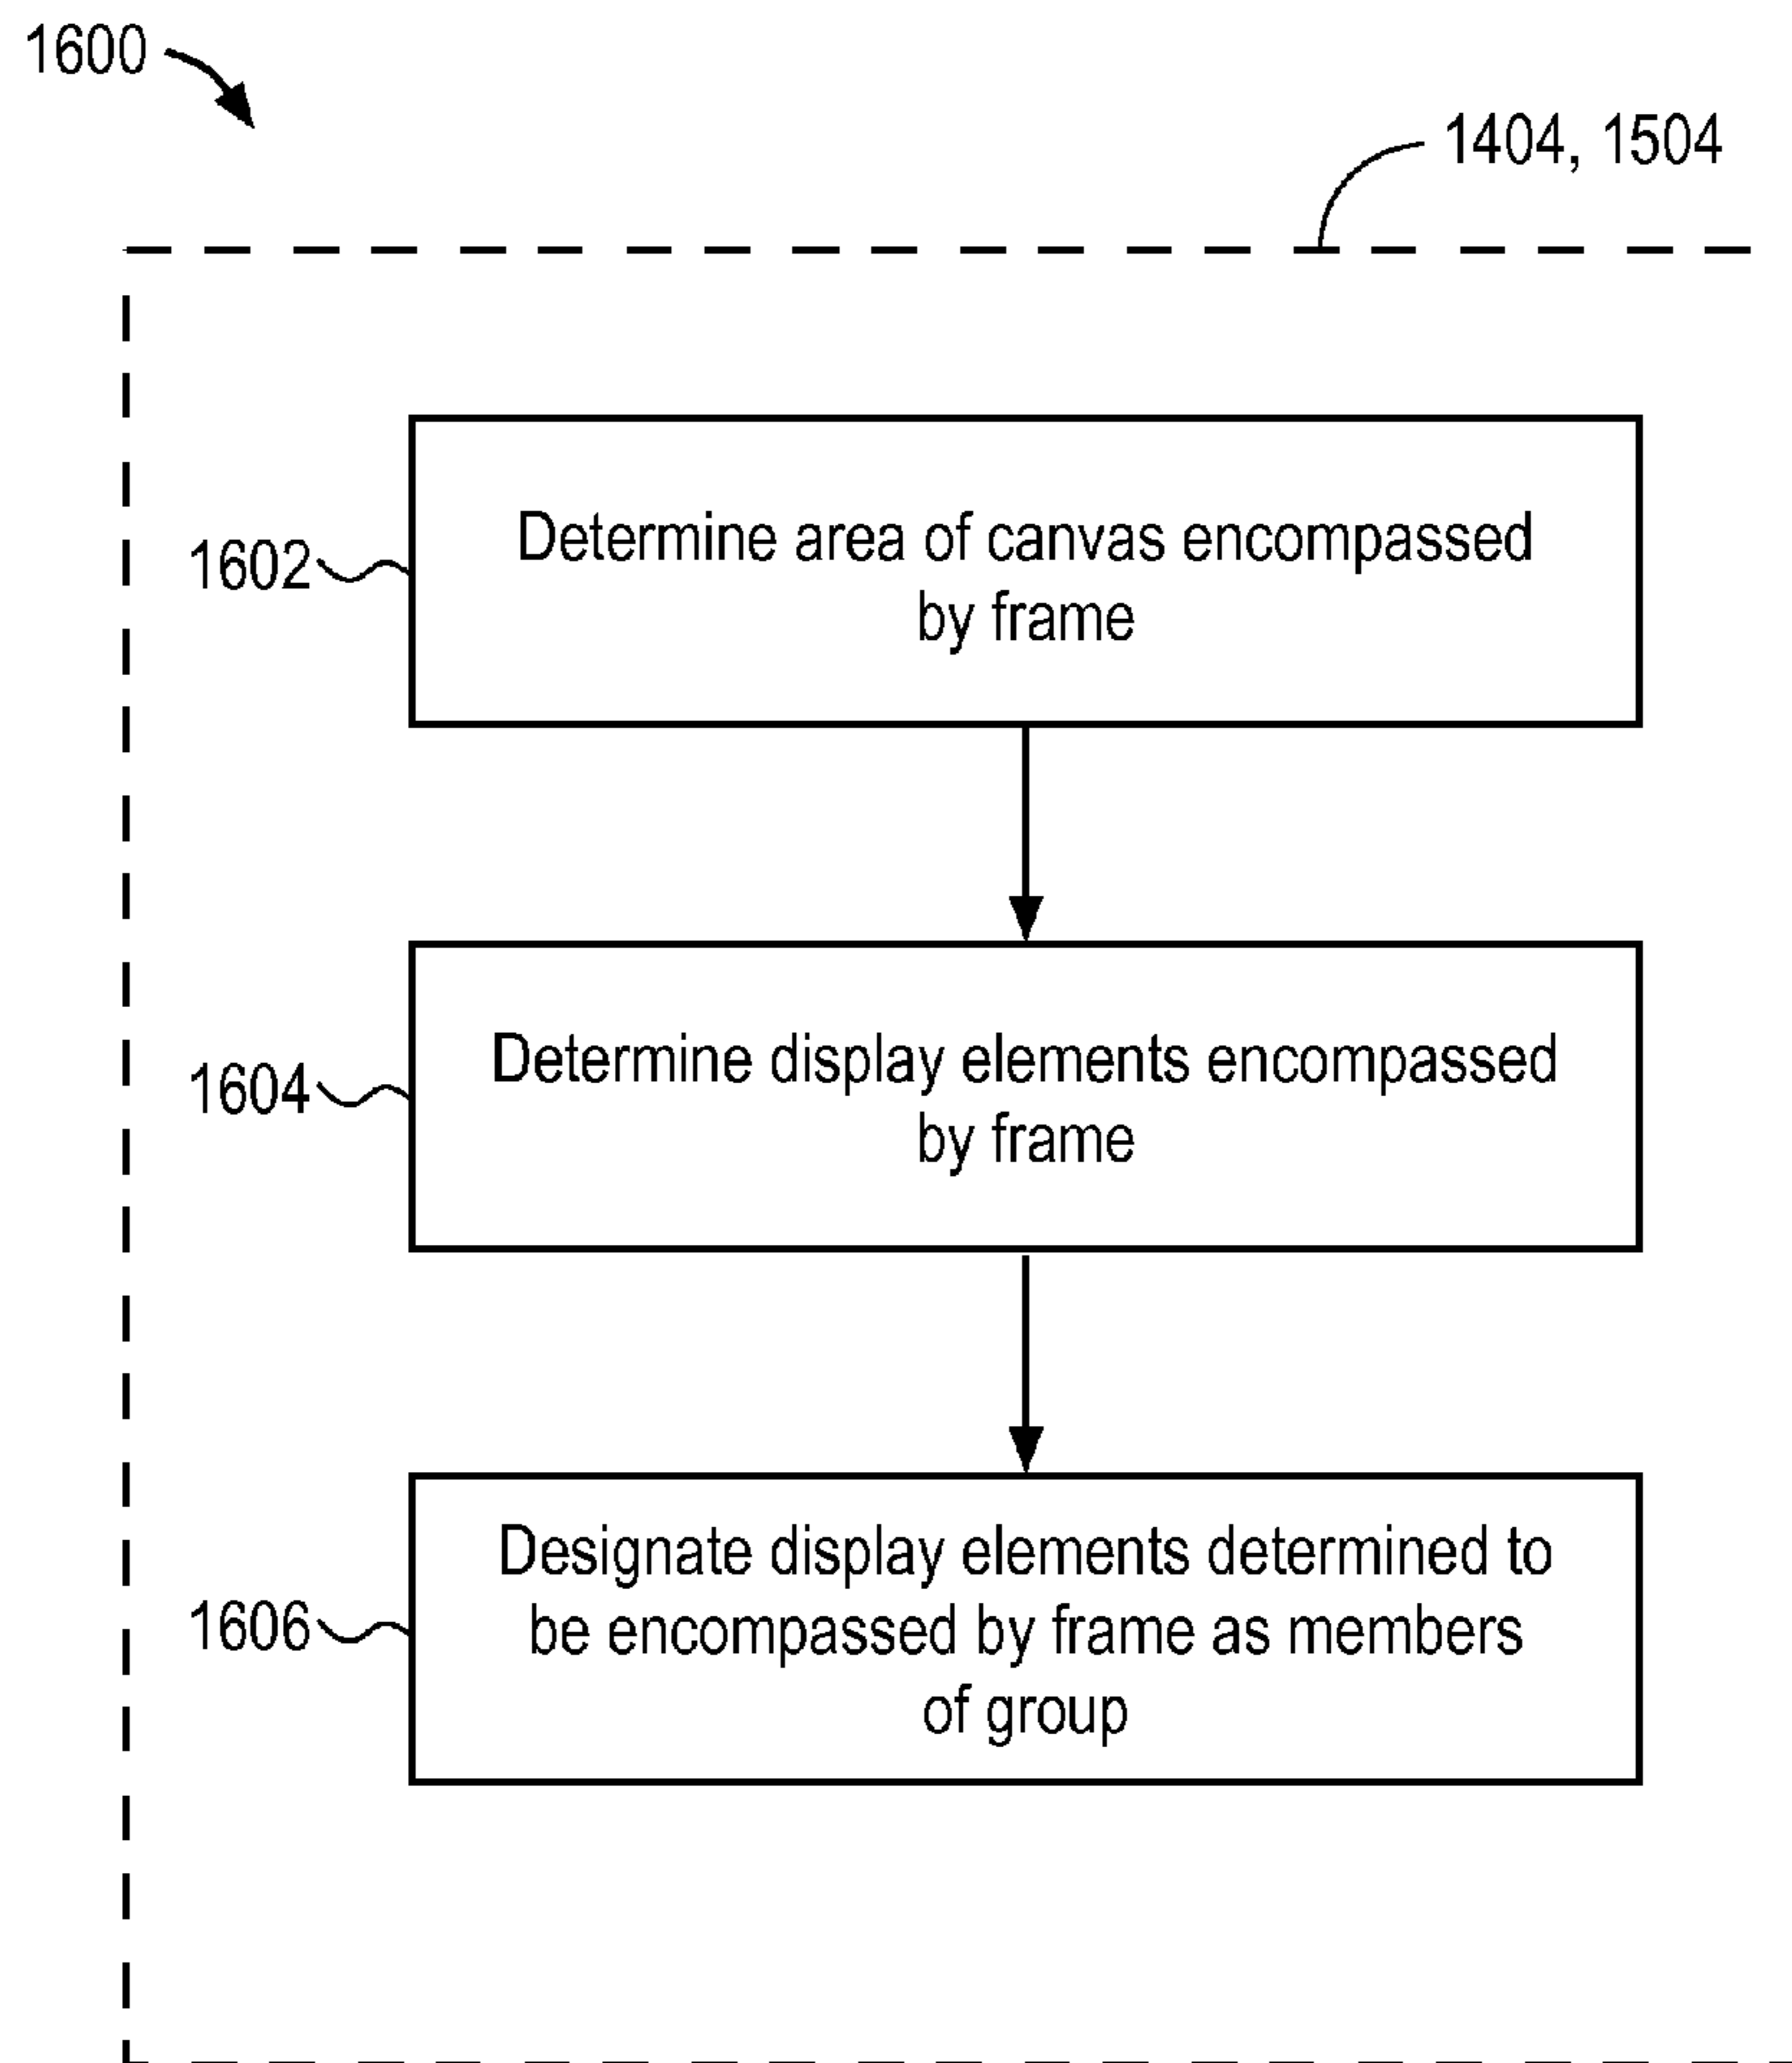 1600
1404, 1504
1602
Determine area of canvas encompassed
by frame
1604
Determine display elements encompassed
by frame
1606
Designate display elements determined to
be encompassed by frame as members
of group